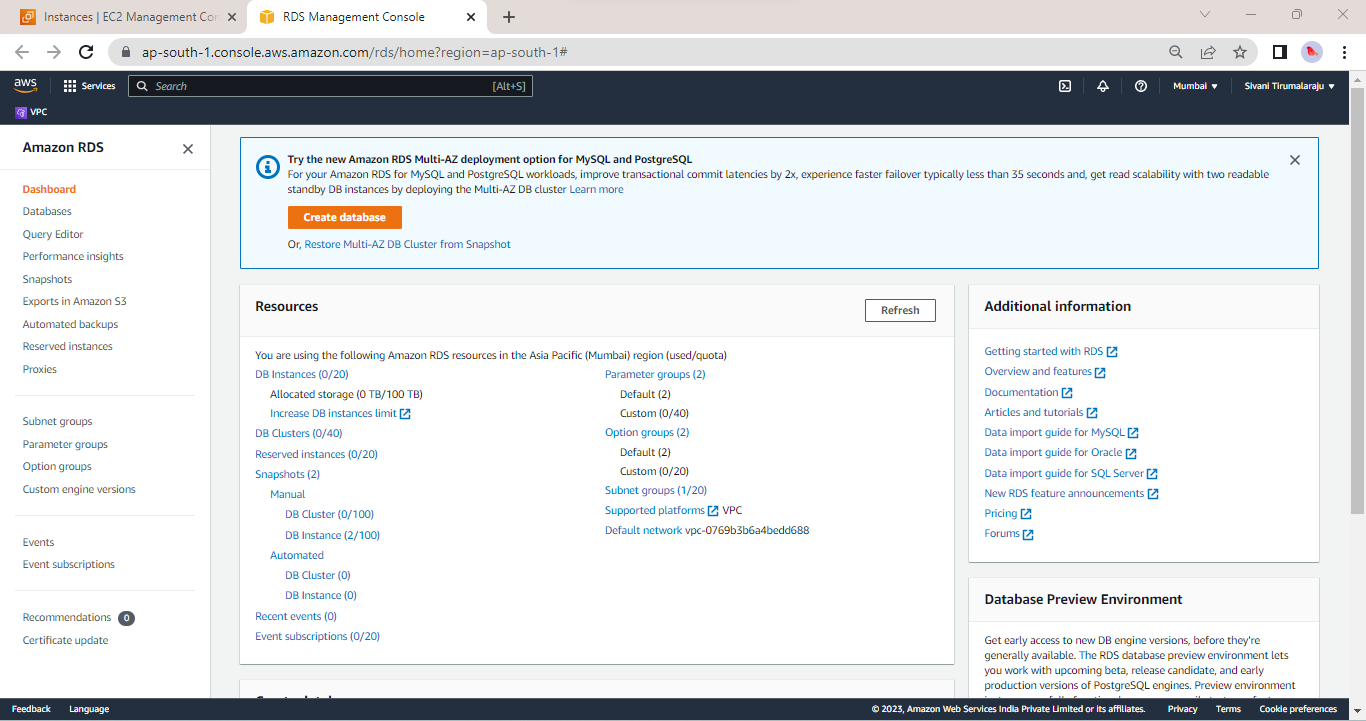 Instances | EC2 Management Con
RDS Management Console
ap-south-1.console.aws.amazon.com/rds/home?region=ap-south-1#
aws
Services
Search
[Alt+S]
Mumbai
Sivani Tirumalaraju
VPC
Amazon RDS
Dashboard
Databases
Query Editor
Performance insights
Snapshots
Exports in Amazon S3
Automated backups
Reserved instances
Proxies
Subnet groups
Parameter groups
Option groups
Custom engine versions
Events
Event subscriptions
Recommendations 0
Certificate update
Try the new Amazon RDS Multi-AZ deployment option for MySQL and PostgreSQL
For your Amazon RDS for MySQL and PostgreSQL workloads, improve transactional commit latencies by 2x, experience faster failover typically less than 35 seconds and, get read scalability with two readable
standby DB instances by deploying the Multi-AZ DB cluster Learn more
Create database
Or, Restore Multi-AZ DB Cluster from Snapshot
Resources
Refresh
You are using the following Amazon RDS resources in the Asia Pacific (Mumbai) region (used/quota)
DB Instances (0/20)
Allocated storage (0 TB/100 TB)
Increase DB instances limit
DB Clusters (0/40)
Reserved instances (0/20)
Snapshots (2)
Manual
DB Cluster (0/100)
DB Instance (2/100)
Automated
DB Cluster (0)
DB Instance (0)
Recent events (0)
Event subscriptions (0/20)
Parameter groups (2)
Default (2)
Custom (0/40)
Option groups (2)
Default (2)
Custom (0/20)
Subnet groups (1/20)
Supported platforms VPC
Default network vpc-0769b3b6a4bedd688
Additional information
Getting started with RDS
Overview and features
Documentation
Articles and tutorials
Data import guide for MySQL
Data import guide for Oracle
Data import guide for SQL Server
New RDS feature announcements
Pricing
Forums
Database Preview Environment
Get early access to new DB engine versions, before they're
generally available. The RDS database preview environment lets
you work with upcoming beta, release candidate, and early
production versions of PostgreSQL engines. Preview environment
Feedback
Language
© 2023, Amazon Web Services India Private Limited or its affiliates.
Privacy
Terms
Cookie preferences